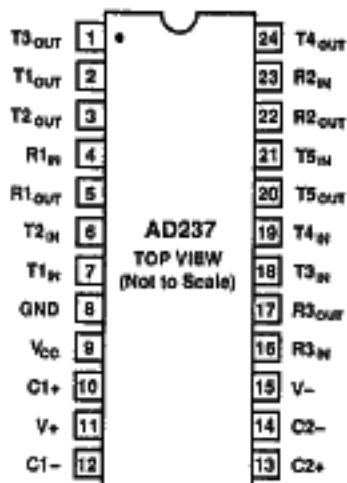 T3OUT 1 24 T4OUT
T1OUT 2 23 R2IN
T2OUT 3 22 R2OUT
R1IN 4 21 T5IN
R1OUT 5 20 T5OUT
T2IN 6 AD237 19 T4IN
T1IN 7 TOP VIEW 18 T3IN
(Not to Scale)
GND 8 17 R3OUT
VCC 9 16 R3IN
C1+ 10 15 V–
V+ 11 14 C2–
C1– 12 13 C2+